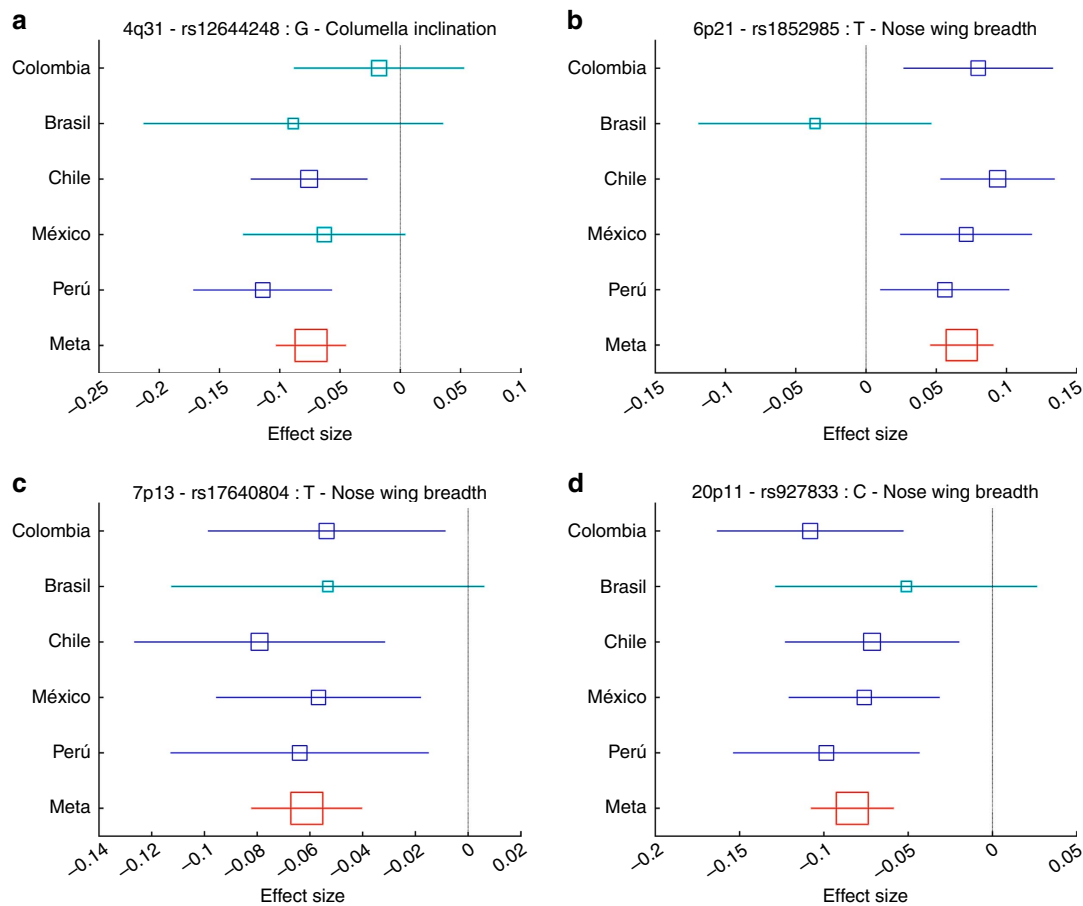 a
4q31 - rs12644248 : G - Columella inclination
Colombia
Brasil
Chile
México
Perú
Meta
−0.25 −0.2 −0.15 −0.1 −0.05 0 0.05 0.1
Effect size
b
6p21 - rs1852985 : T - Nose wing breadth
Colombia
Brasil
Chile
México
Perú
Meta
−0.15 −0.1 −0.05 0 0.05 0.1 0.15
Effect size
c
7p13 - rs17640804 : T - Nose wing breadth
Colombia
Brasil
Chile
México
Perú
Meta
−0.14 −0.12 −0.1 −0.08 −0.06 −0.04 −0.02 0 0.02
Effect size
d
20p11 - rs927833 : C - Nose wing breadth
Colombia
Brasil
Chile
México
Perú
Meta
−0.2 −0.15 −0.1 −0.05 0 0.05
Effect size